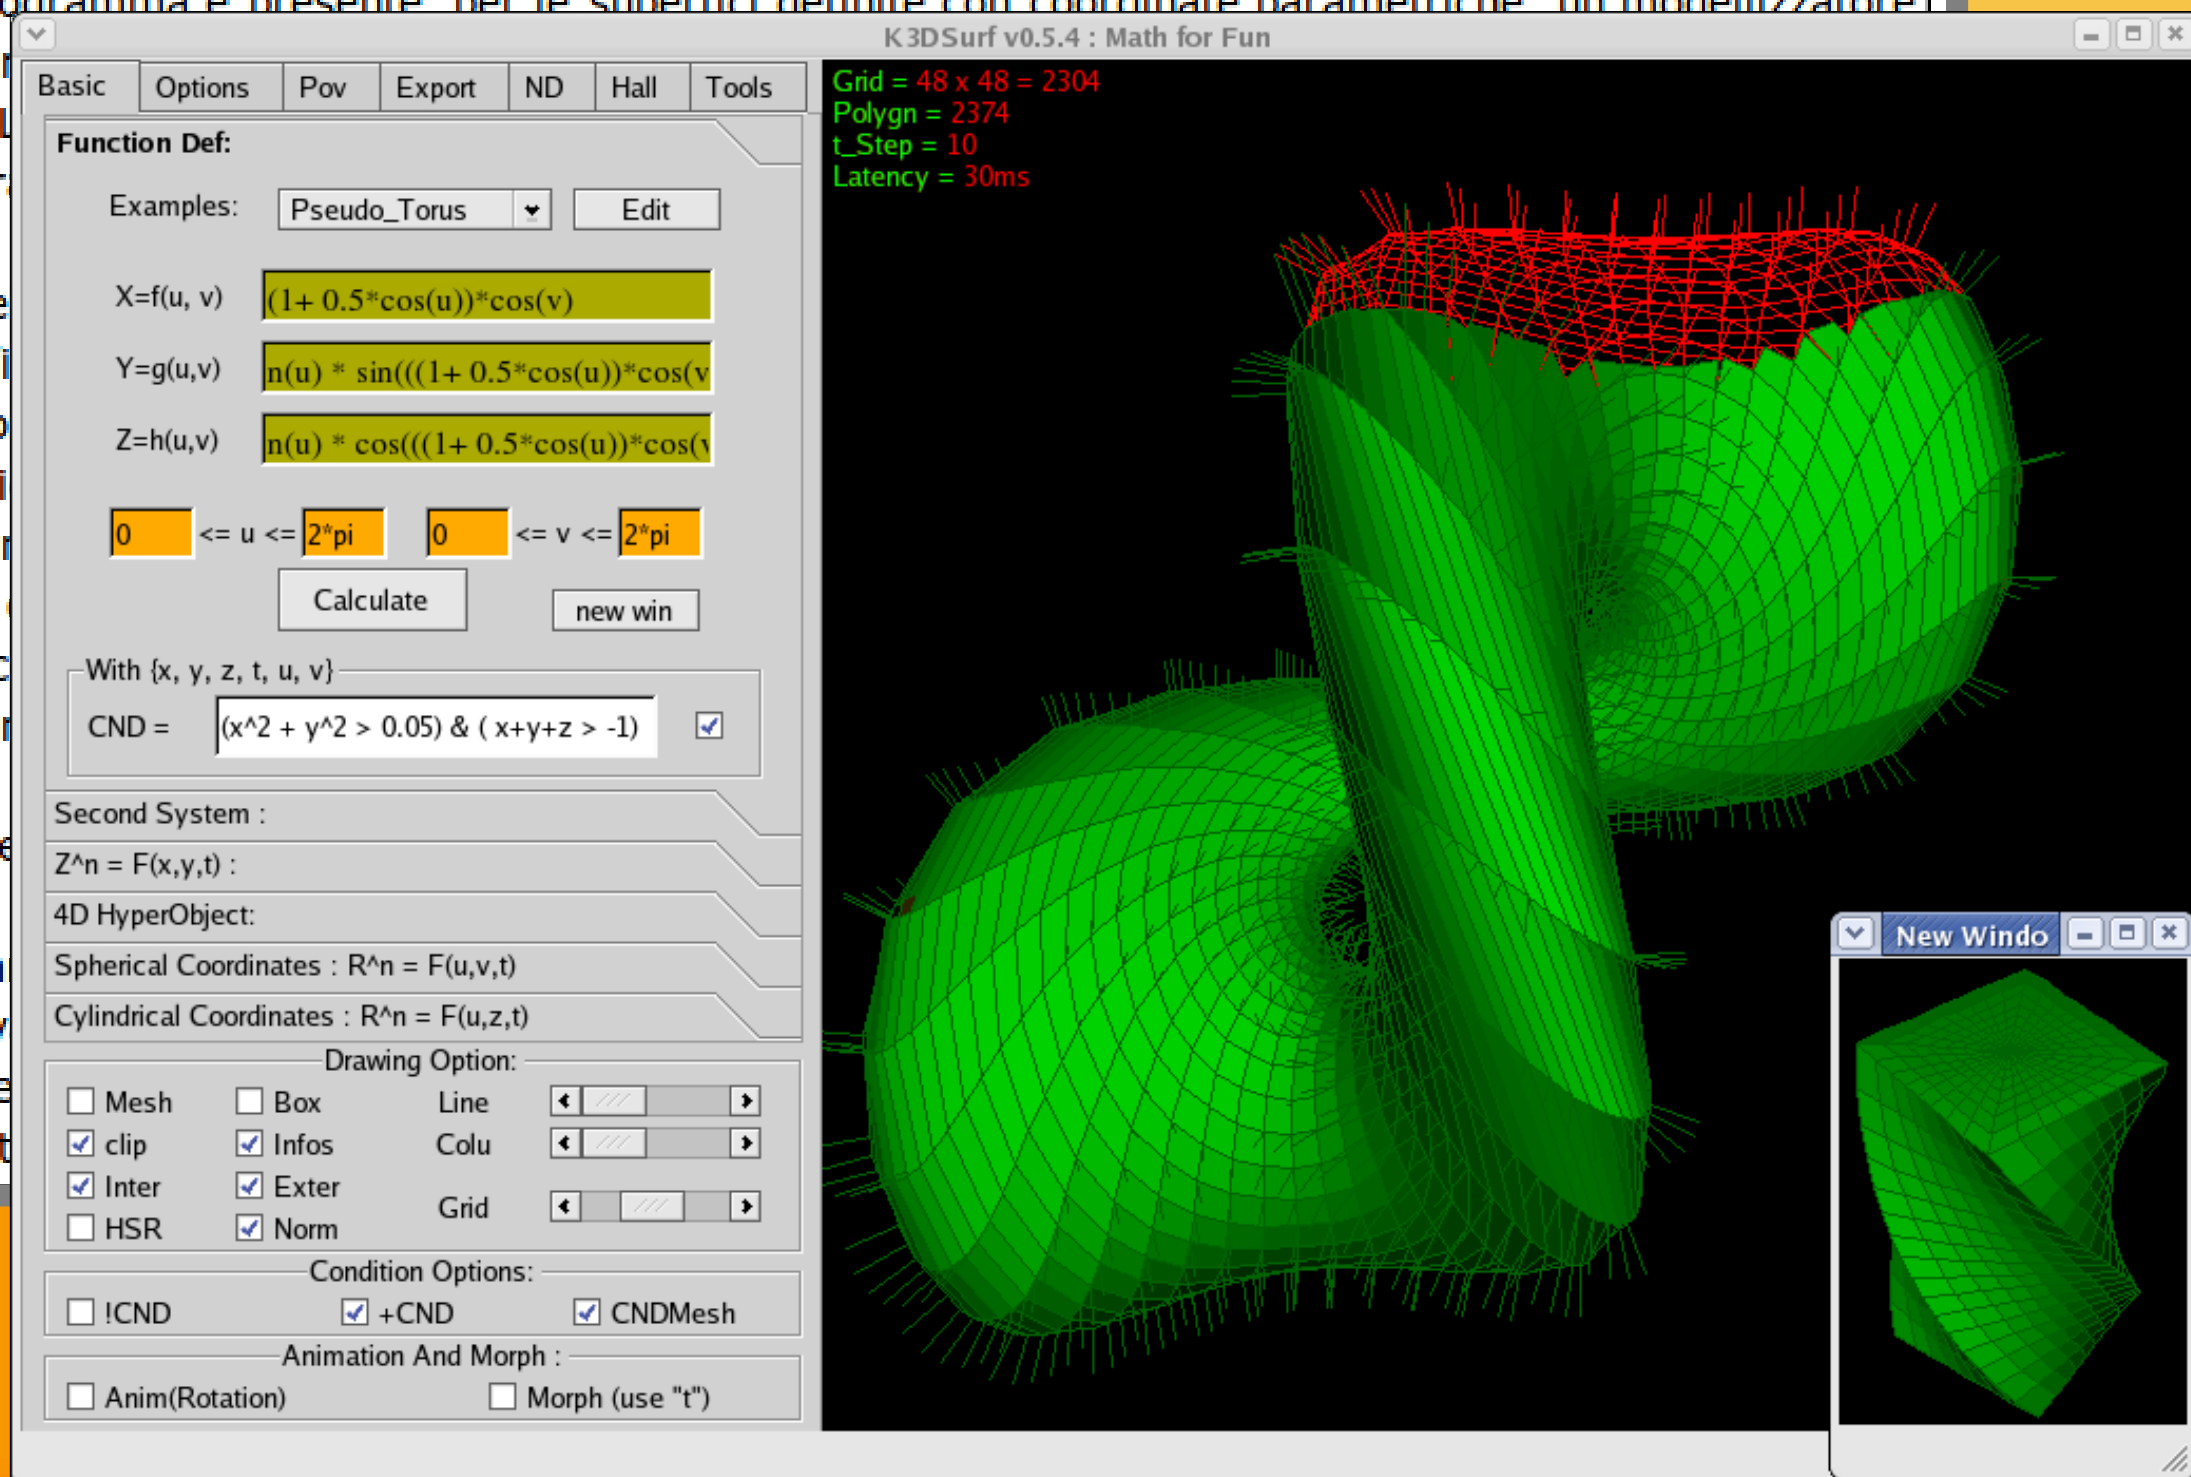 K3DSurf v0.5.4 : Math for Fun
Basic Options Pov Export ND Hall Tools
Function Def:
Examples: Pseudo_Torus Edit
X=f(u, v) (1+ 0.5*cos(u))*cos(v)
Y=g(u,v) n(u) * sin(((1+ 0.5*cos(u))*cos(v
Z=h(u,v) n(u) * cos(((1+ 0.5*cos(u))*cos(v
0 <= u <= 2*pi 0 <= v <= 2*pi
Calculate new win
With {x, y, z, t, u, v}
CND = (x^2 + y^2 > 0.05) & ( x+y+z > -1)
Second System :
Z^n = F(x,y,t) :
4D HyperObject:
Spherical Coordinates : R^n = F(u,v,t)
Cylindrical Coordinates : R^n = F(u,z,t)
Drawing Option:
Mesh Box Line
clip Infos Colu
Inter Exter
Grid
HSR Norm
Condition Options:
!CND +CND CNDMesh
Animation And Morph :
Anim(Rotation) Morph (use "t")
Grid = 48 x 48 = 2304
Polygn = 2374
t_Step = 10
Latency = 30ms
New Windo